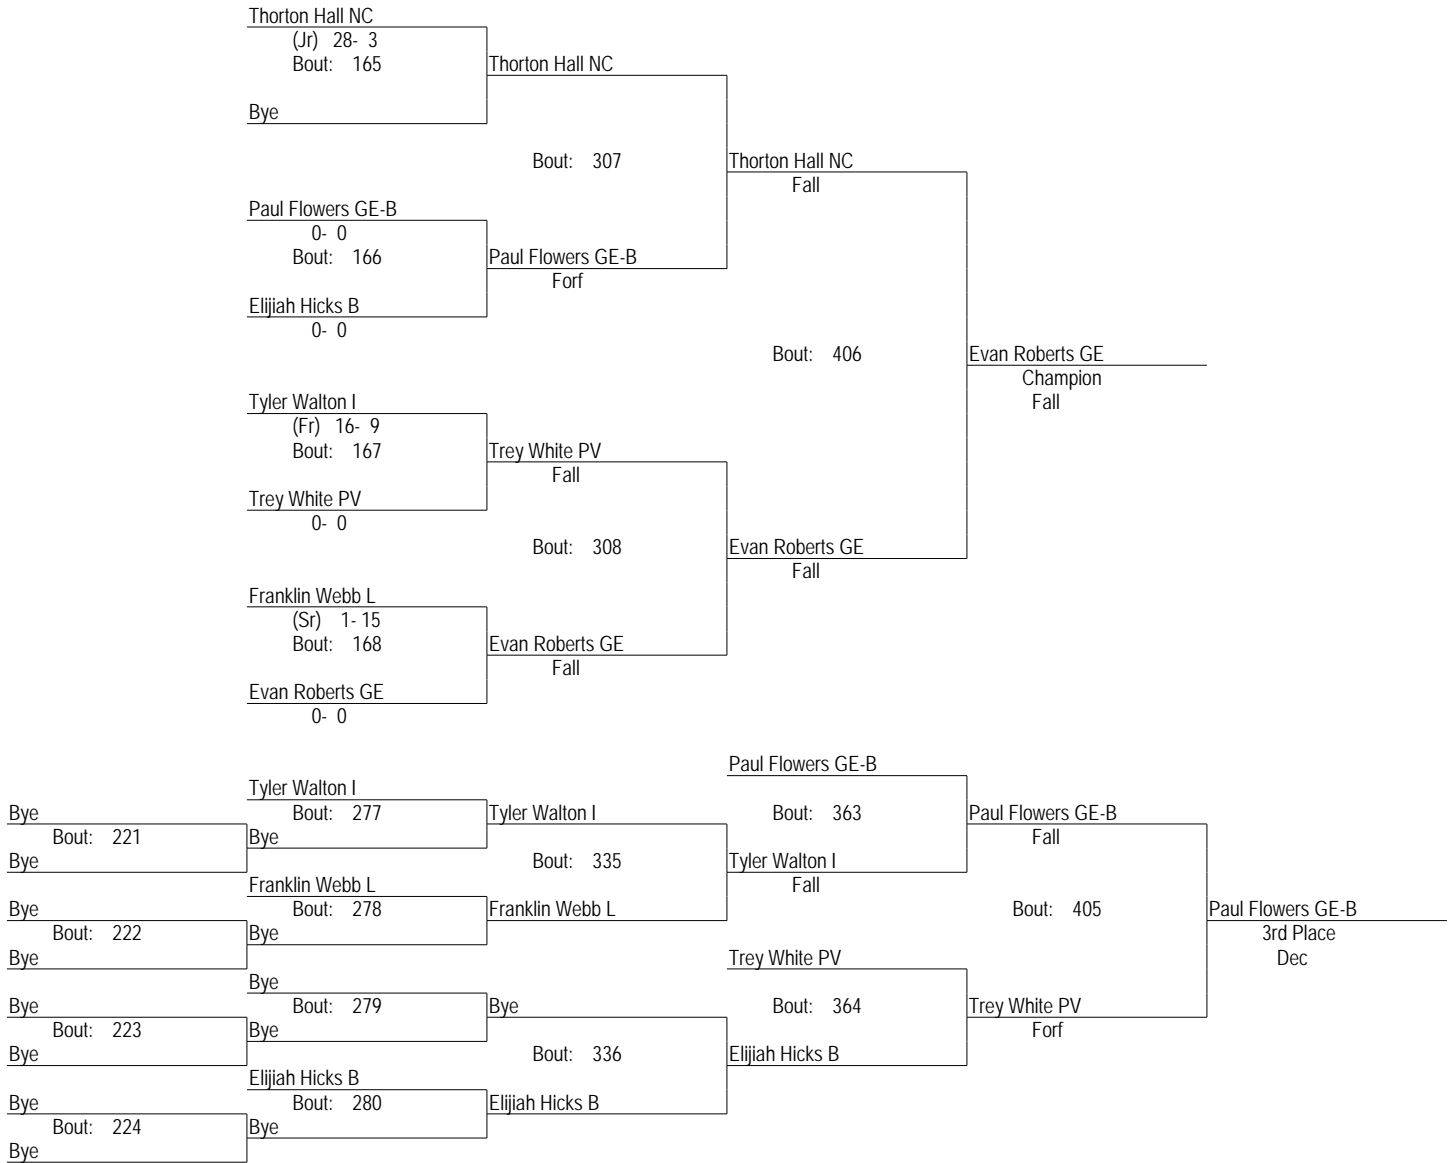 Thorton Hall NC
(Jr) 28- 3
Bout: 165
Thorton Hall NC
Bye
Bout: 307
Thorton Hall NC
Fall
Paul Flowers GE-B
0- 0
Bout: 166
Paul Flowers GE-B
Forf
Elijiah Hicks B
0- 0
Bout: 406
Evan Roberts GE
Champion
Fall
Tyler Walton I
(Fr) 16- 9
Bout: 167
Trey White PV
Fall
Trey White PV
0- 0
Bout: 308
Evan Roberts GE
Fall
Franklin Webb L
(Sr) 1- 15
Bout: 168
Evan Roberts GE
Fall
Evan Roberts GE
0- 0
Paul Flowers GE-B
Tyler Walton I
Bye
Bout: 277
Tyler Walton I
Bout: 363
Paul Flowers GE-B
Bout: 221
Bye
Fall
Bye
Bout: 335
Tyler Walton I
Franklin Webb L
Fall
Bye
Bout: 278
Franklin Webb L
Bout: 405
Paul Flowers GE-B
Bout: 222
Bye
3rd Place
Bye
Trey White PV
Dec
Bye
Bye
Bout: 279
Bye
Bout: 364
Trey White PV
Bout: 223
Bye
Forf
Bye
Bout: 336
Elijiah Hicks B
Elijiah Hicks B
Bye
Bout: 280
Elijiah Hicks B
Bout: 224
Bye
Bye